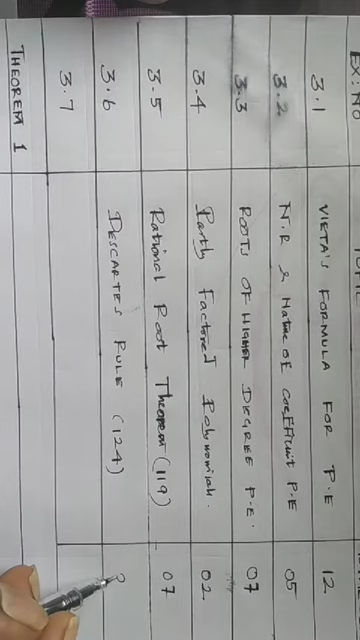 EX: NO
3.1 VIETA'S FORMULA FOR P.E 12
3.2 N.R & Nature of Coefficient P.E 05
3.3 ROOTS OF HIGHER DEGREE P.E. 07
3.4 Partly Factored Polynomials. 02
3.5 Rational Root Theorem (119) 07
3.6 DESCARTES RULE (124)
3.7
THEOREM 1